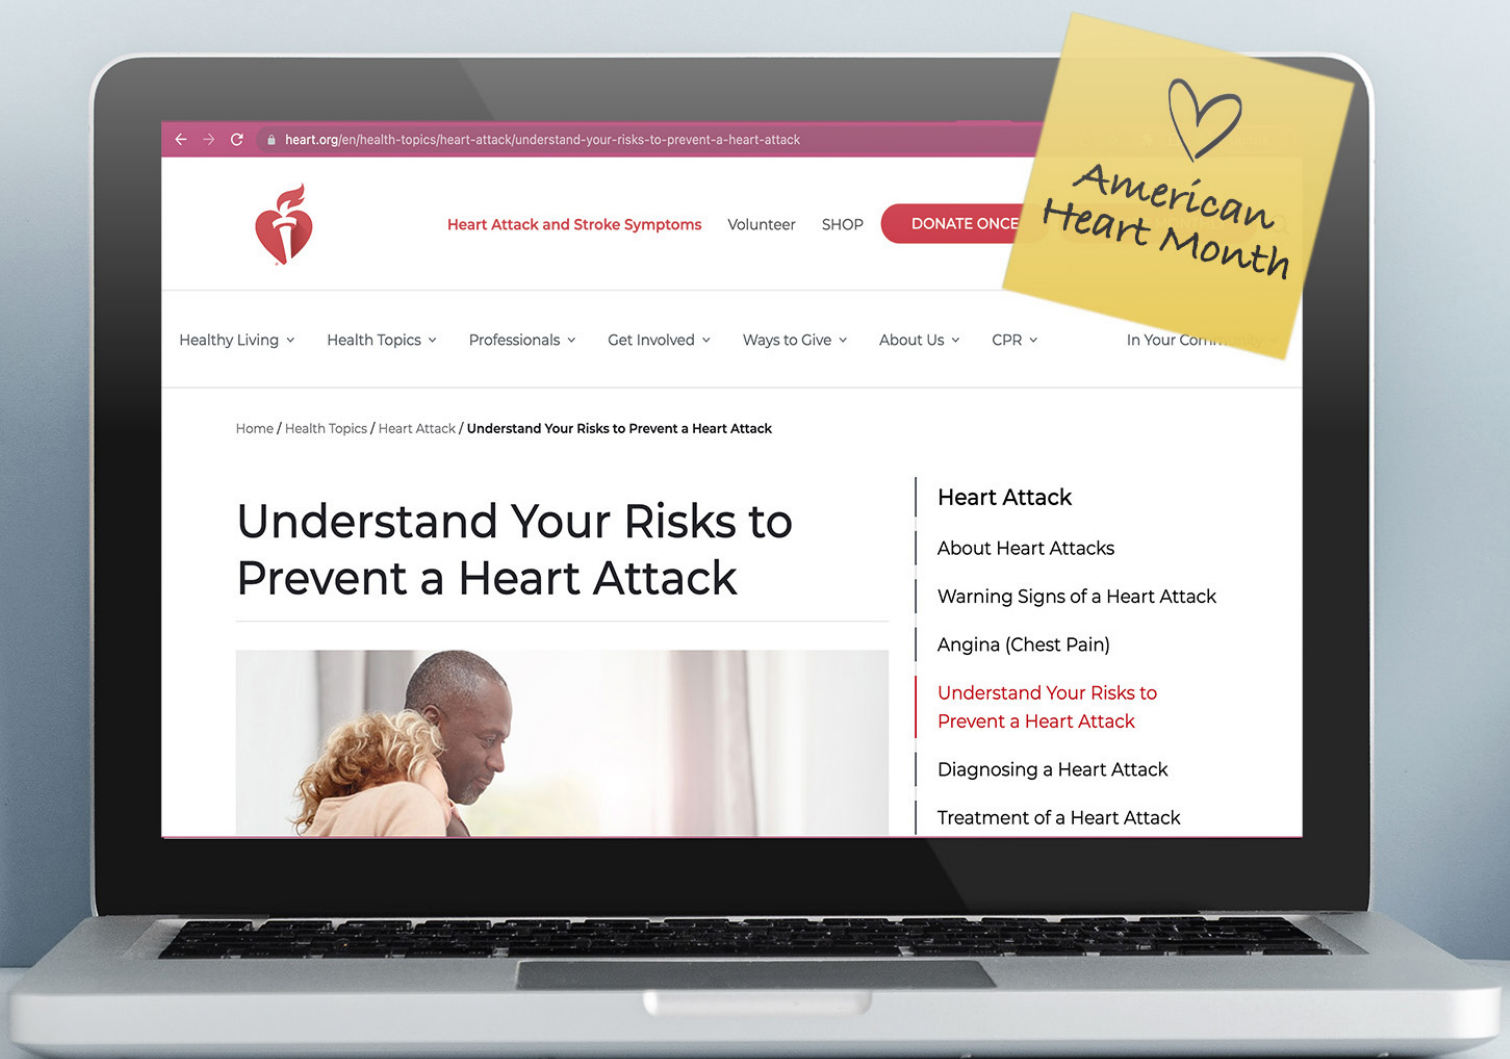 heart.org/en/health-topics/heart-attack/understand-your-risks-to-prevent-a-heart-attack
Heart Attack and Stroke Symptoms Volunteer SHOP DONATE ONCE
American
Heart Month
Healthy Living Health Topics Professionals Get Involved Ways to Give About Us CPR In Your Community
Home / Health Topics / Heart Attack / Understand Your Risks to Prevent a Heart Attack
Understand Your Risks to
Prevent a Heart Attack
Heart Attack
About Heart Attacks
Warning Signs of a Heart Attack
Angina (Chest Pain)
Understand Your Risks to
Prevent a Heart Attack
Diagnosing a Heart Attack
Treatment of a Heart Attack